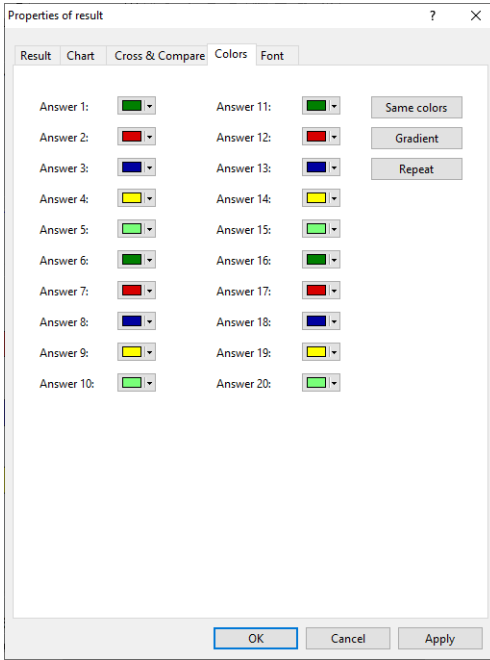 Properties of result
?
Result Chart Cross & Compare Colors Font
Answer 1: Answer 11: Same colors
Answer 2: Answer 12: Gradient
Answer 3: Answer 13: Repeat
Answer 4: Answer 14:
Answer 5: Answer 15:
Answer 6: Answer 16:
Answer 7: Answer 17:
Answer 8: Answer 18:
Answer 9: Answer 19:
Answer 10: Answer 20:
OK Cancel Apply